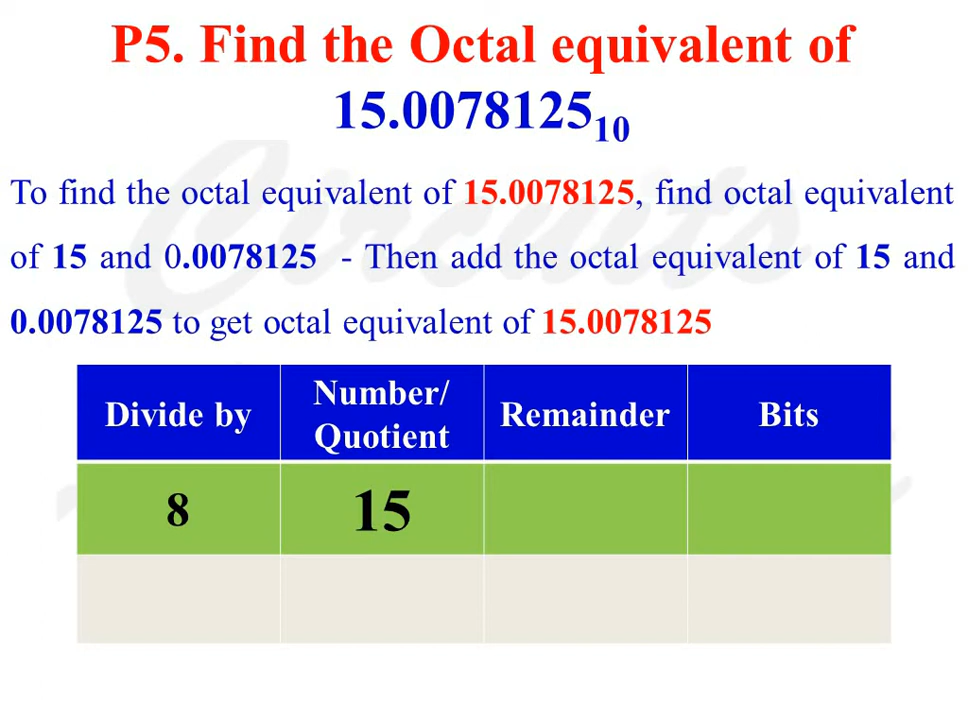 P5. Find the Octal equivalent of
15.0078125₁₀
To find the octal equivalent of 15.0078125, find octal equivalent
of 15 and 0.0078125 - Then add the octal equivalent of 15 and
0.0078125 to get octal equivalent of 15.0078125
Divide by
Number/
Quotient
Remainder
Bits
8
15
Circuits